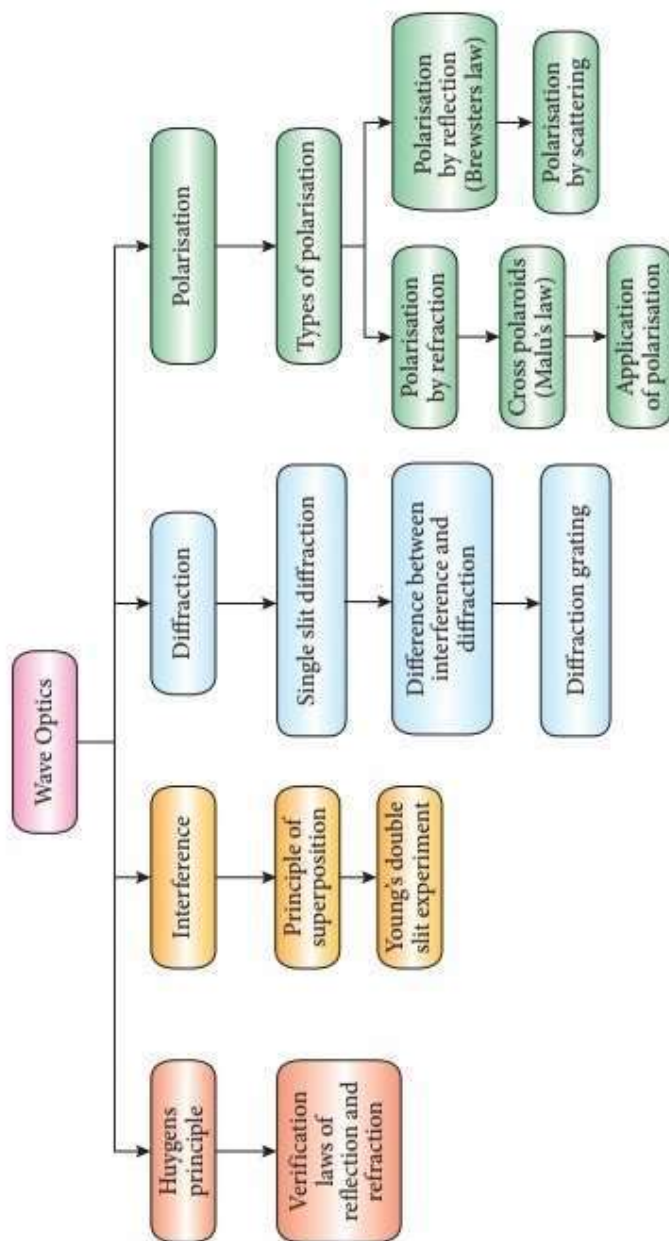 Wave Optics
Huygens
principle
Verification
laws of
reflection and
refraction
Interference
Principle of
superposition
Young's double
slit experiment
Diffraction
Single slit diffraction
Difference between
interference and
diffraction
Diffraction grating
Polarisation
Types of polarisation
Polarisation
by refraction
Cross polaroids
(Malu's law)
Application
of polarisation
Polarisation
by reflection
(Brewsters law)
Polarisation
by scattering